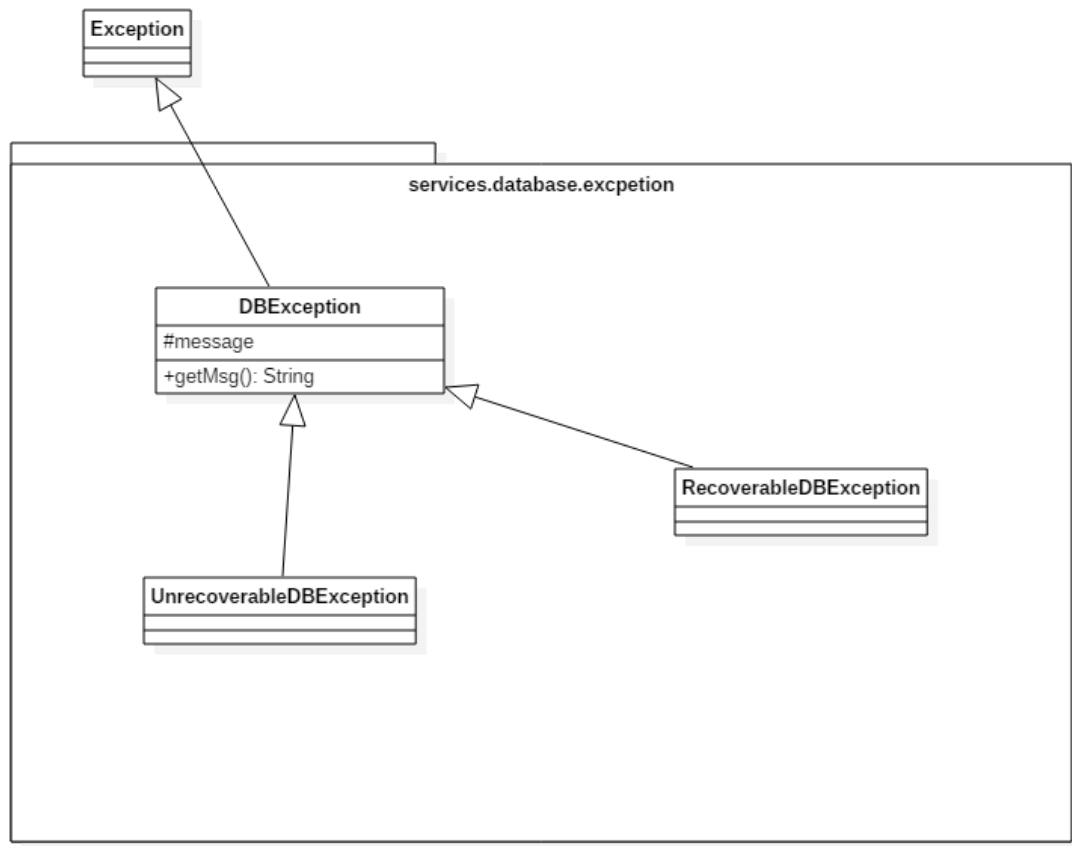 Exception
services.database.excpetion
DBException
#message
+getMsg(): String
RecoverableDBException
UnrecoverableDBException